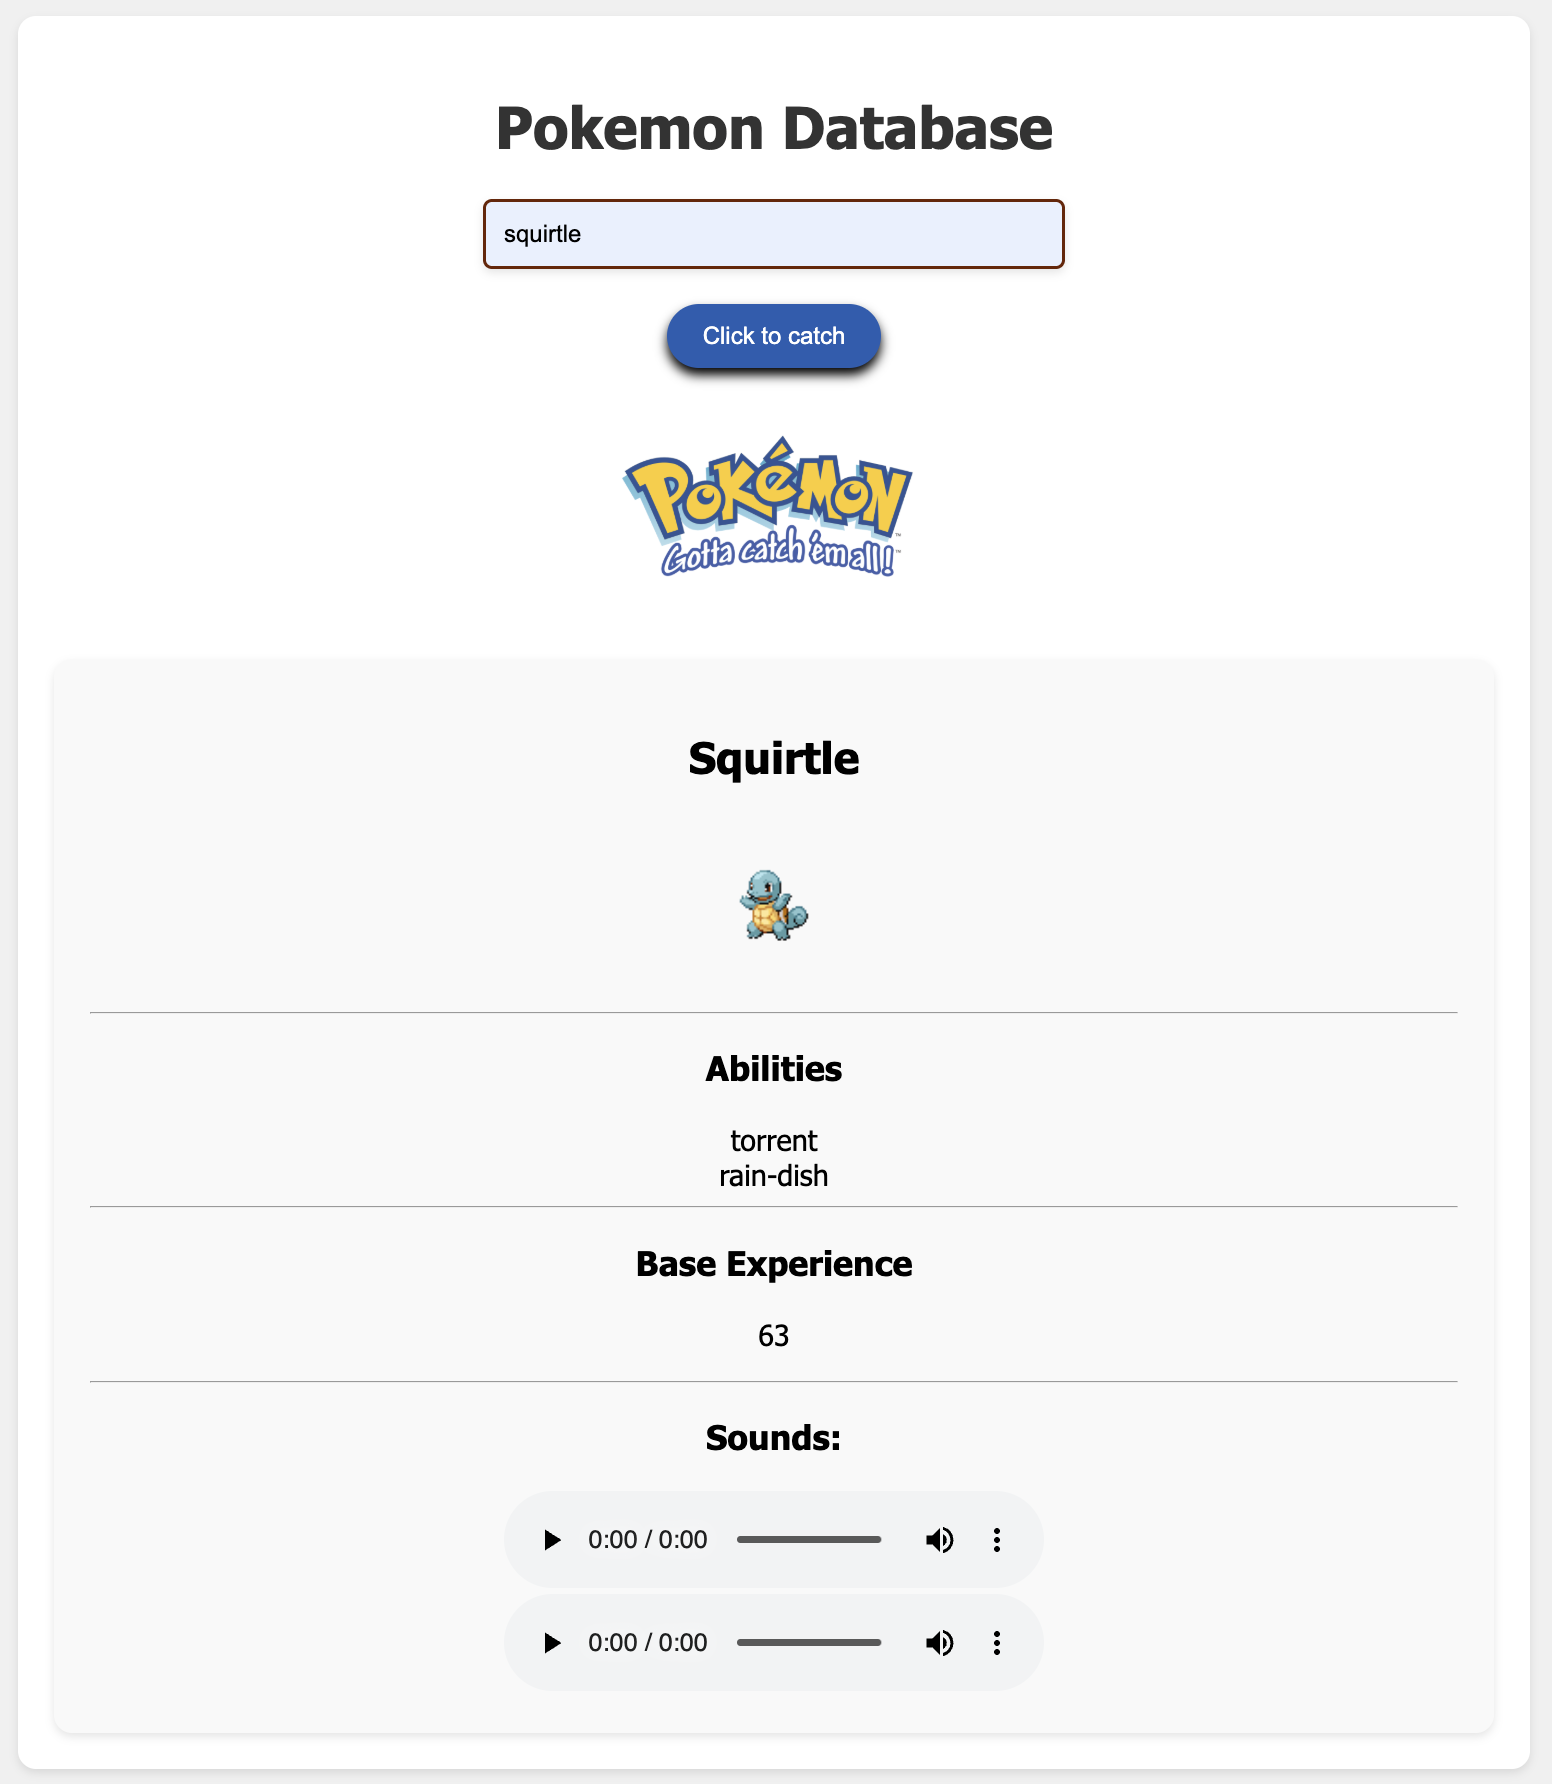 Pokemon Database
squirtle
Click to catch
POKéMON
Gotta catch 'em all!
Squirtle
Abilities
torrent
rain-dish
Base Experience
63
Sounds:
0:00 / 0:00
0:00 / 0:00